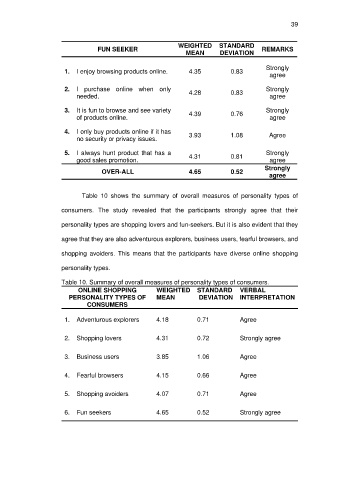 39
FUN SEEKER WEIGHTED MEAN STANDARD DEVIATION REMARKS
1. I enjoy browsing products online. 4.35 0.83 Strongly agree
2. I purchase online when only needed. 4.28 0.83 Strongly agree
3. It is fun to browse and see variety of products online. 4.39 0.76 Strongly agree
4. I only buy products online if it has no security or privacy issues. 3.93 1.08 Agree
5. I always hunt product that has a good sales promotion. 4.31 0.81 Strongly agree
OVER-ALL 4.65 0.52 Strongly agree
Table 10 shows the summary of overall measures of personality types of
consumers. The study revealed that the participants strongly agree that their
personality types are shopping lovers and fun-seekers. But it is also evident that they
agree that they are also adventurous explorers, business users, fearful browsers, and
shopping avoiders. This means that the participants have diverse online shopping
personality types.
Table 10. Summary of overall measures of personality types of consumers.
ONLINE SHOPPING PERSONALITY TYPES OF CONSUMERS WEIGHTED MEAN STANDARD DEVIATION VERBAL INTERPRETATION
1. Adventurous explorers 4.18 0.71 Agree
2. Shopping lovers 4.31 0.72 Strongly agree
3. Business users 3.85 1.06 Agree
4. Fearful browsers 4.15 0.66 Agree
5. Shopping avoiders 4.07 0.71 Agree
6. Fun seekers 4.65 0.52 Strongly agree